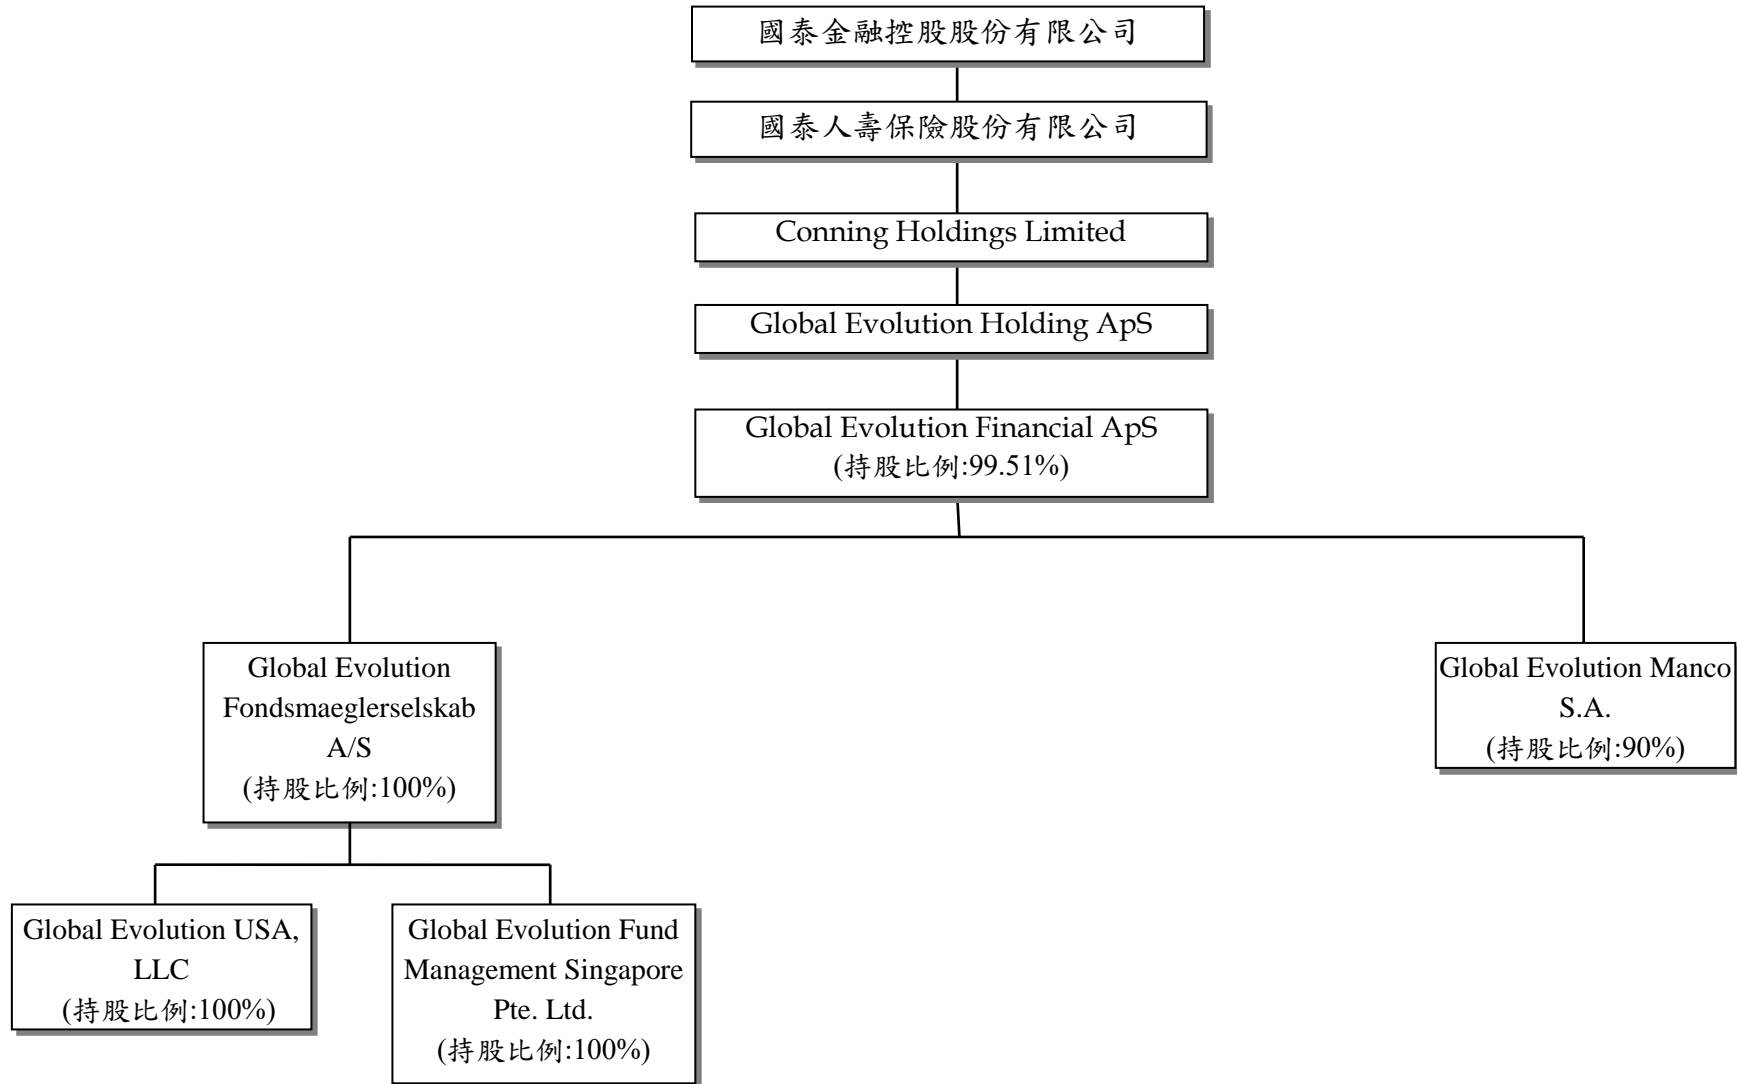 國泰金融控股股份有限公司
國泰人壽保險股份有限公司
Conning Holdings Limited
Global Evolution Holding ApS
Global Evolution Financial ApS
(持股比例:99.51%)
Global Evolution
Fondsmaeglerselskab
A/S
(持股比例:100%)
Global Evolution Manco
S.A.
(持股比例:90%)
Global Evolution USA,
LLC
(持股比例:100%)
Global Evolution Fund
Management Singapore
Pte. Ltd.
(持股比例:100%)